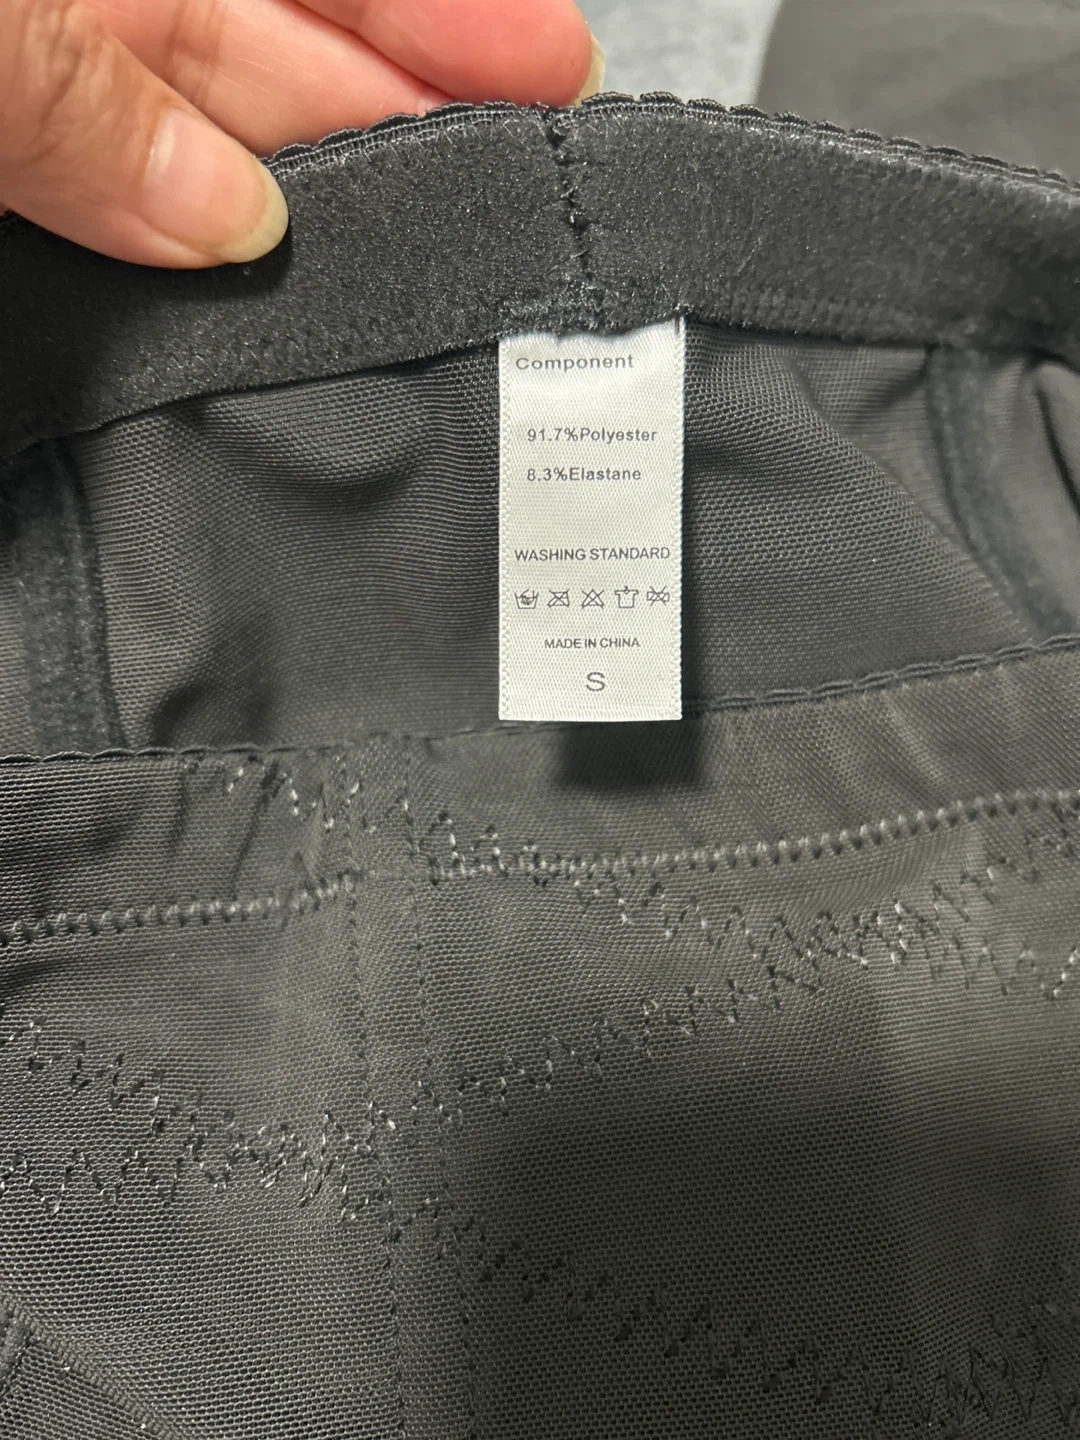 Component
91.7%Polyester
8.3%Elastane
WASHING STANDARD
MADE IN CHINA
S